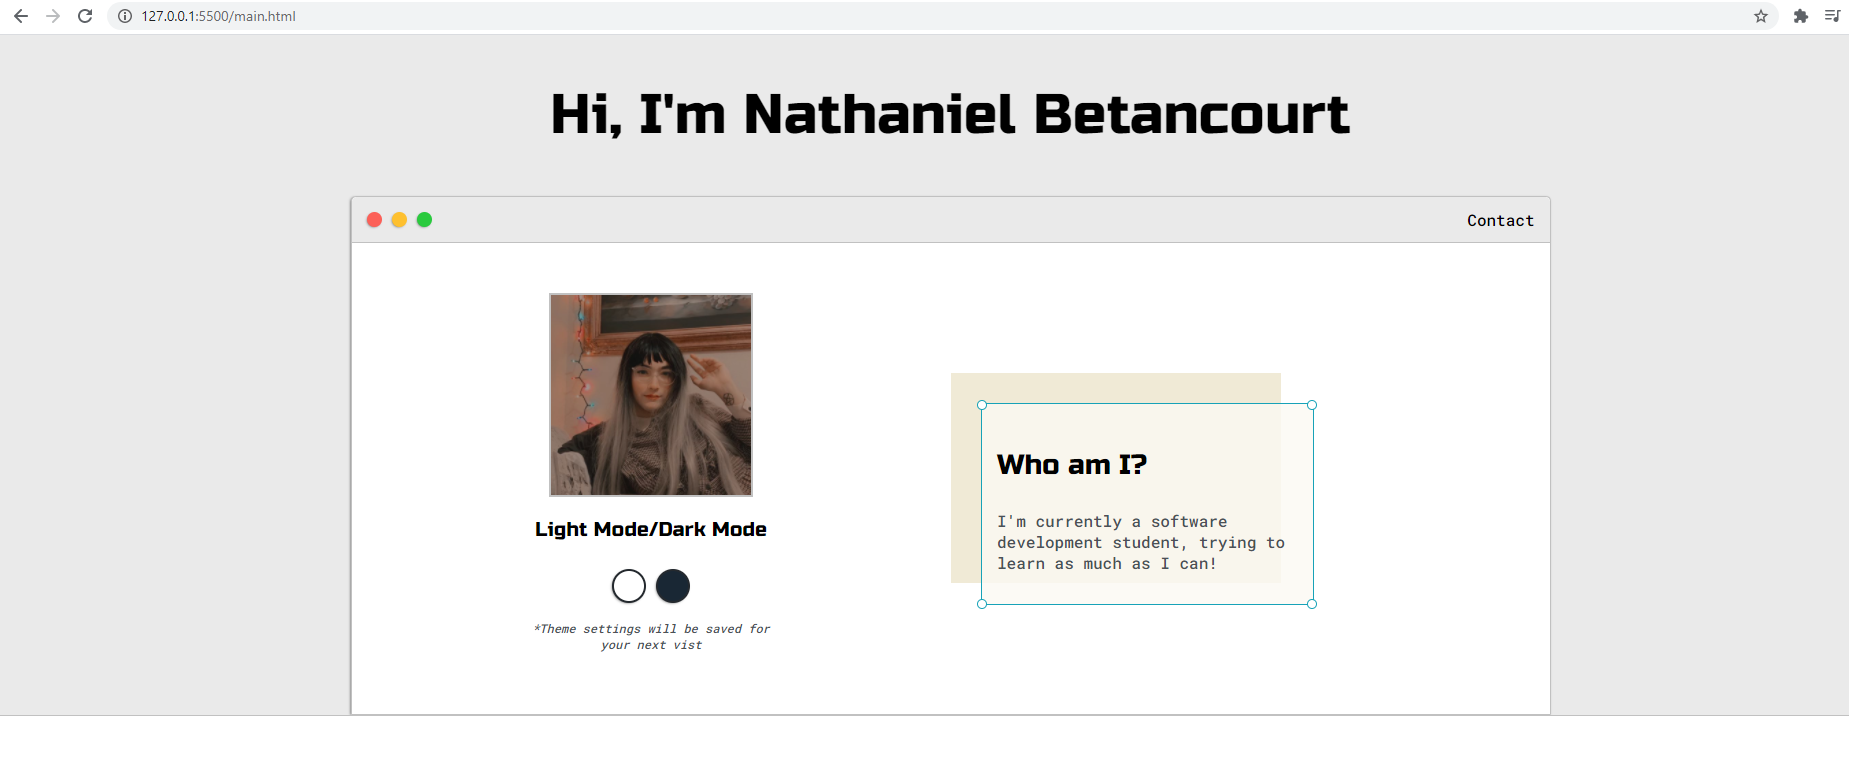 127.0.0.1:5500/main.html
Hi, I'm Nathaniel Betancourt
Contact
Light Mode/Dark Mode
*Theme settings will be saved for
your next vist
Who am I?
I'm currently a software
development student, trying to
learn as much as I can!